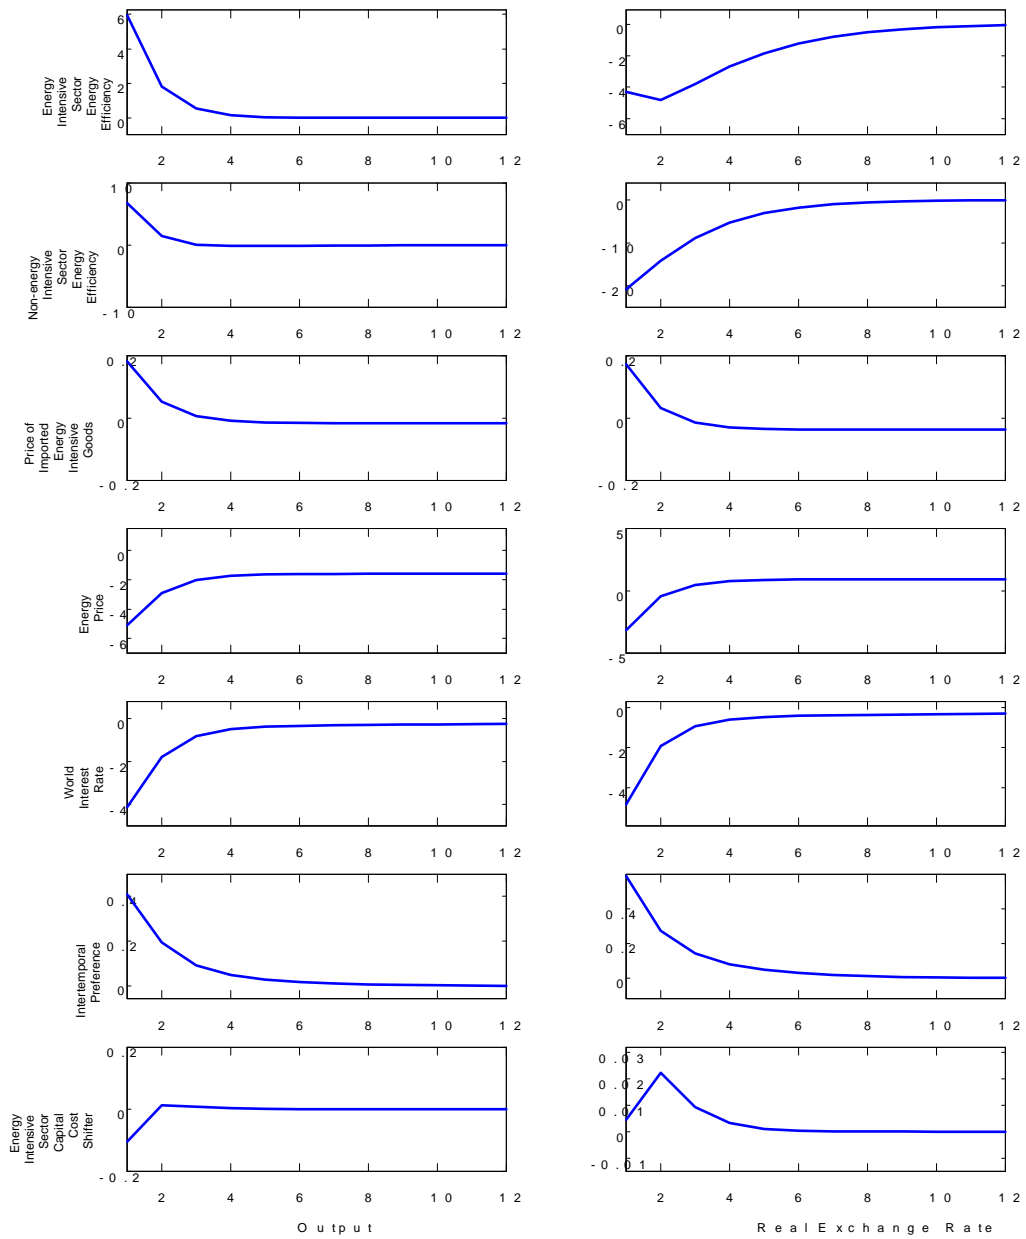 Energy
Intensive
Sector
Energy
Efficiency
6
4
2
0
2 4 6 8 10 12
0
-2
-4
-6
2 4 6 8 10 12
Non-energy
Intensive
Sector
Energy
Efficiency
10
0
-10
2 4 6 8 10 12
0
-10
-20
2 4 6 8 10 12
Price of
Imported
Energy
Intensive
Goods
0.2
0
-0.2
2 4 6 8 10 12
0.2
0
-0.2
2 4 6 8 10 12
Energy
Price
0
-2
-4
-6
2 4 6 8 10 12
5
0
-5
2 4 6 8 10 12
World
Interest
Rate
0
-2
-4
2 4 6 8 10 12
0
-2
-4
2 4 6 8 10 12
Intertemporal
Preference
0.4
0.2
0
2 4 6 8 10 12
0.4
0.2
0
2 4 6 8 10 12
Energy
Intensive
Sector
Capital
Cost
Shifter
0.2
0
-0.2
2 4 6 8 10 12
0.03
0.02
0.01
0
-0.01
2 4 6 8 10 12
Output
Real Exchange Rate